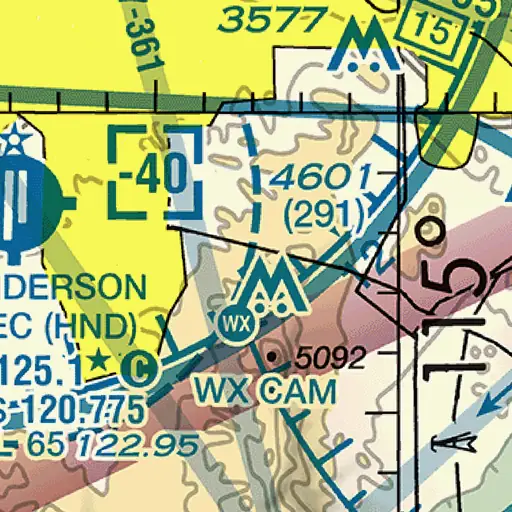 3577
15
-361
-40
4601
(291)
115°
NDERSON
EC (HND)
WX
125.1 ★ C
5092
WX CAM
S 120.775
L 65 122.95